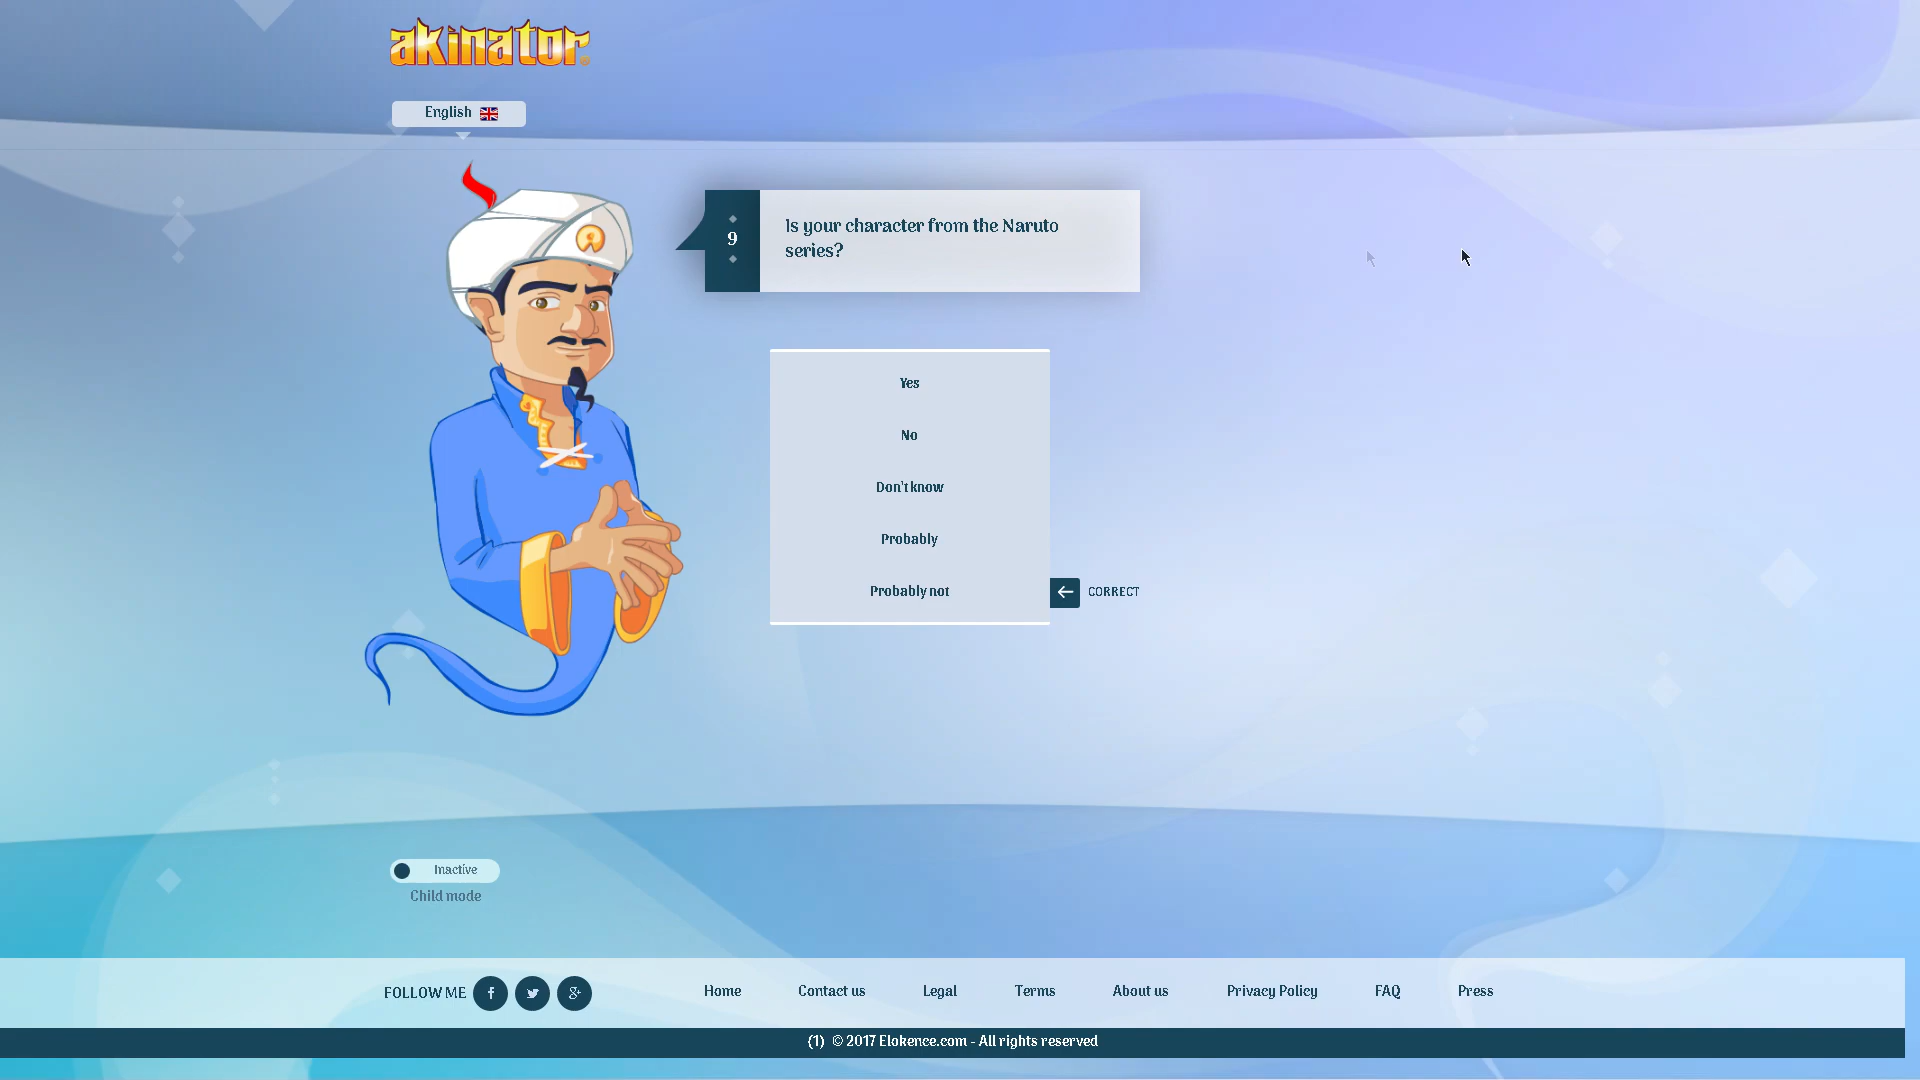 akinator
English
9
Is your character from the Naruto
series?
Yes
No
Don't know
Probably
Probably not
CORRECT
Inactive
Child mode
FOLLOW ME
Home
Contact us
Legal
Terms
About us
Privacy Policy
FAQ
Press
(1) © 2017 Elokence.com - All rights reserved